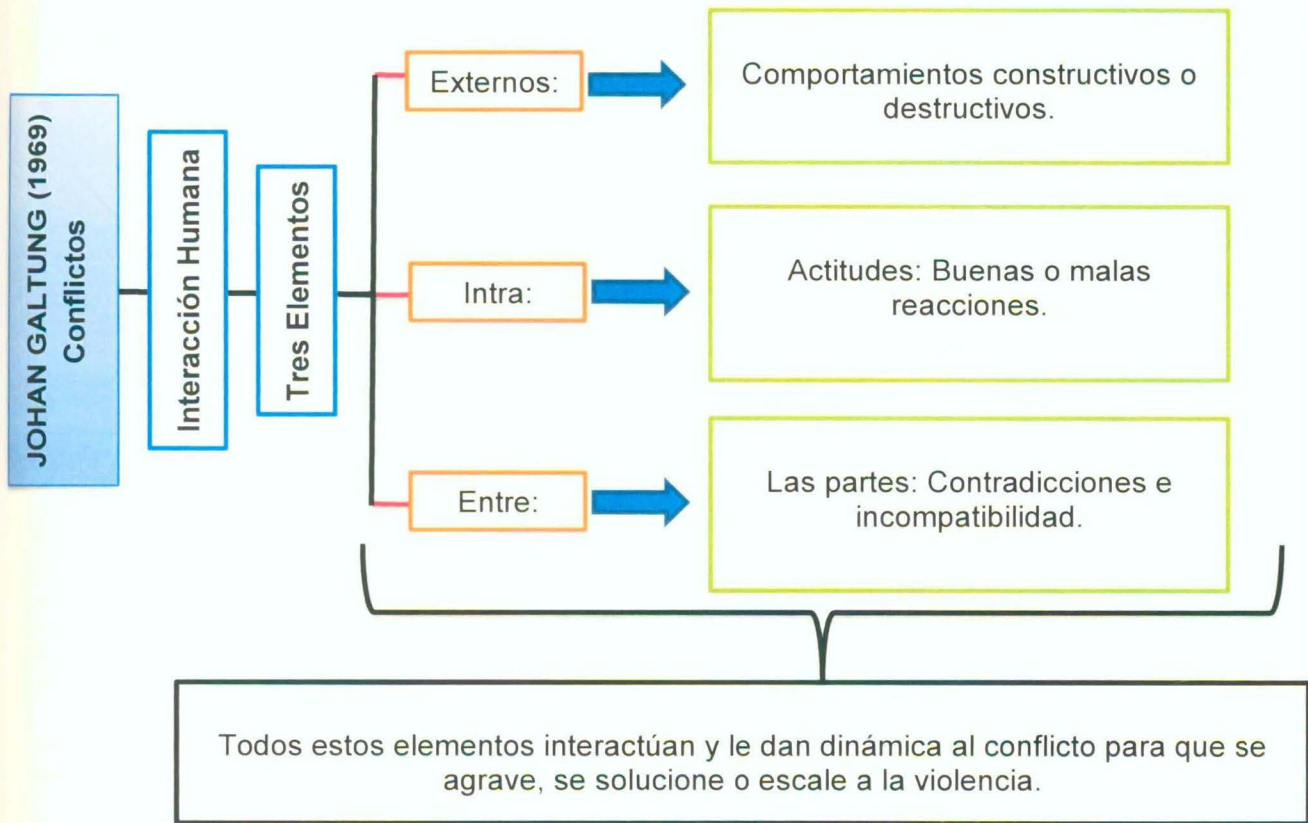 JOHAN GALTUNG (1969)
Conflictos
Interacción Humana
Tres Elementos
Externos:
Comportamientos constructivos o
destructivos.
Intra:
Actitudes: Buenas o malas
reacciones.
Entre:
Las partes: Contradicciones e
incompatibilidad.
Todos estos elementos interactúan y le dan dinámica al conflicto para que se
agrave, se solucione o escale a la violencia.